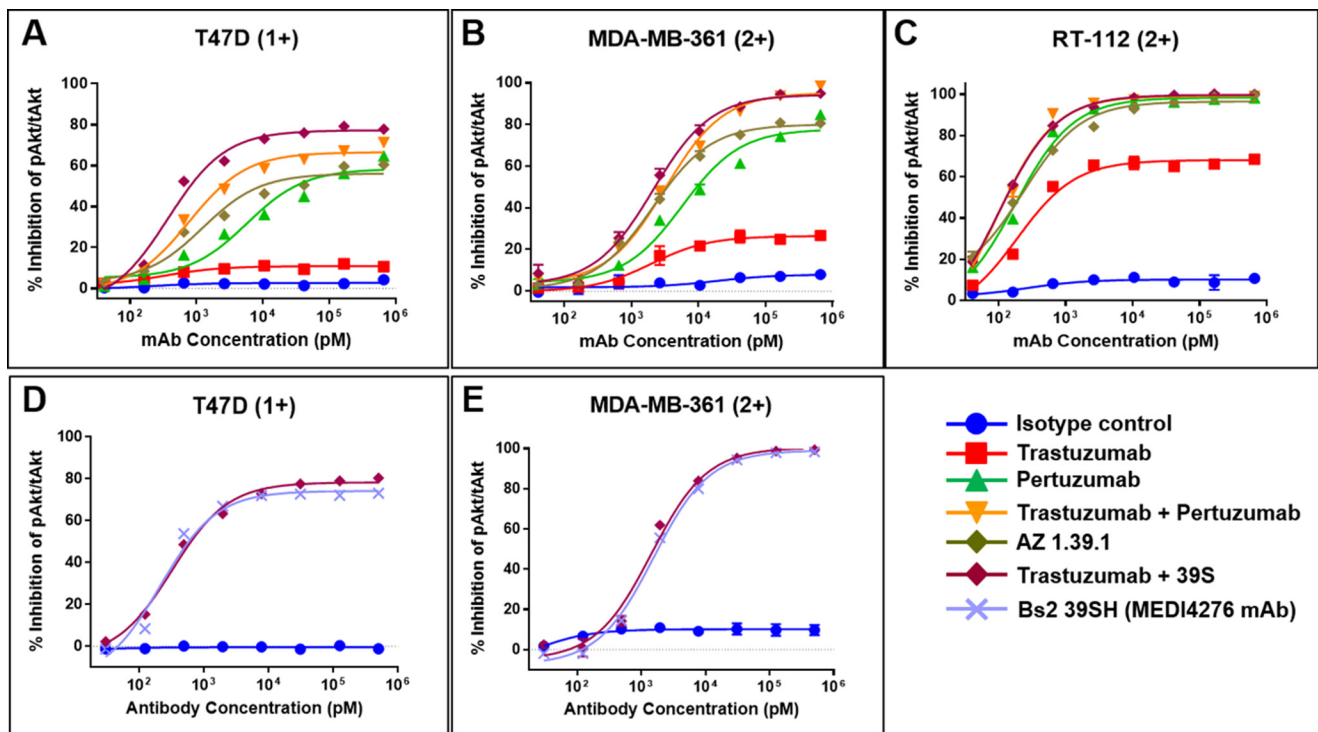 A
T47D (1+)
% Inhibition of pAkt/tAkt
100
80
60
40
20
0
10² 10³ 10⁴ 10⁵ 10⁶
mAb Concentration (pM)
B
MDA-MB-361 (2+)
% Inhibition of pAkt/tAkt
100
80
60
40
20
0
10² 10³ 10⁴ 10⁵ 10⁶
mAb Concentration (pM)
C
RT-112 (2+)
% Inhibition of pAkt/tAkt
100
80
60
40
20
0
10² 10³ 10⁴ 10⁵ 10⁶
mAb Concentration (pM)
D
T47D (1+)
% Inhibition of pAkt/tAkt
100
80
60
40
20
0
10² 10³ 10⁴ 10⁵ 10⁶
Antibody Concentration (pM)
E
MDA-MB-361 (2+)
% Inhibition of pAkt/tAkt
100
80
60
40
20
0
10² 10³ 10⁴ 10⁵ 10⁶
Antibody Concentration (pM)
Isotype control
Trastuzumab
Pertuzumab
Trastuzumab + Pertuzumab
AZ 1.39.1
Trastuzumab + 39S
Bs2 39SH (MEDI4276 mAb)